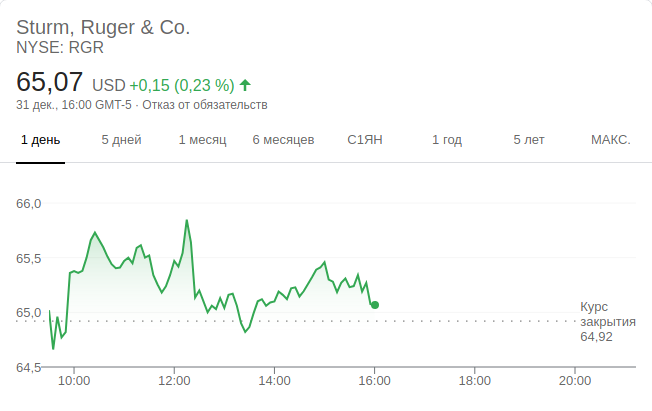 Sturm, Ruger & Co.
NYSE: RGR
65,07 USD +0,15 (0,23 %)
31 дек., 16:00 GMT-5 · Отказ от обязательств
1 день 5 дней 1 месяц 6 месяцев С1ЯН 1 год 5 лет МАКС.
66,0
65,5
65,0
Курс
закрытия
64,92
64,5
10:00 12:00 14:00 16:00 18:00 20:00